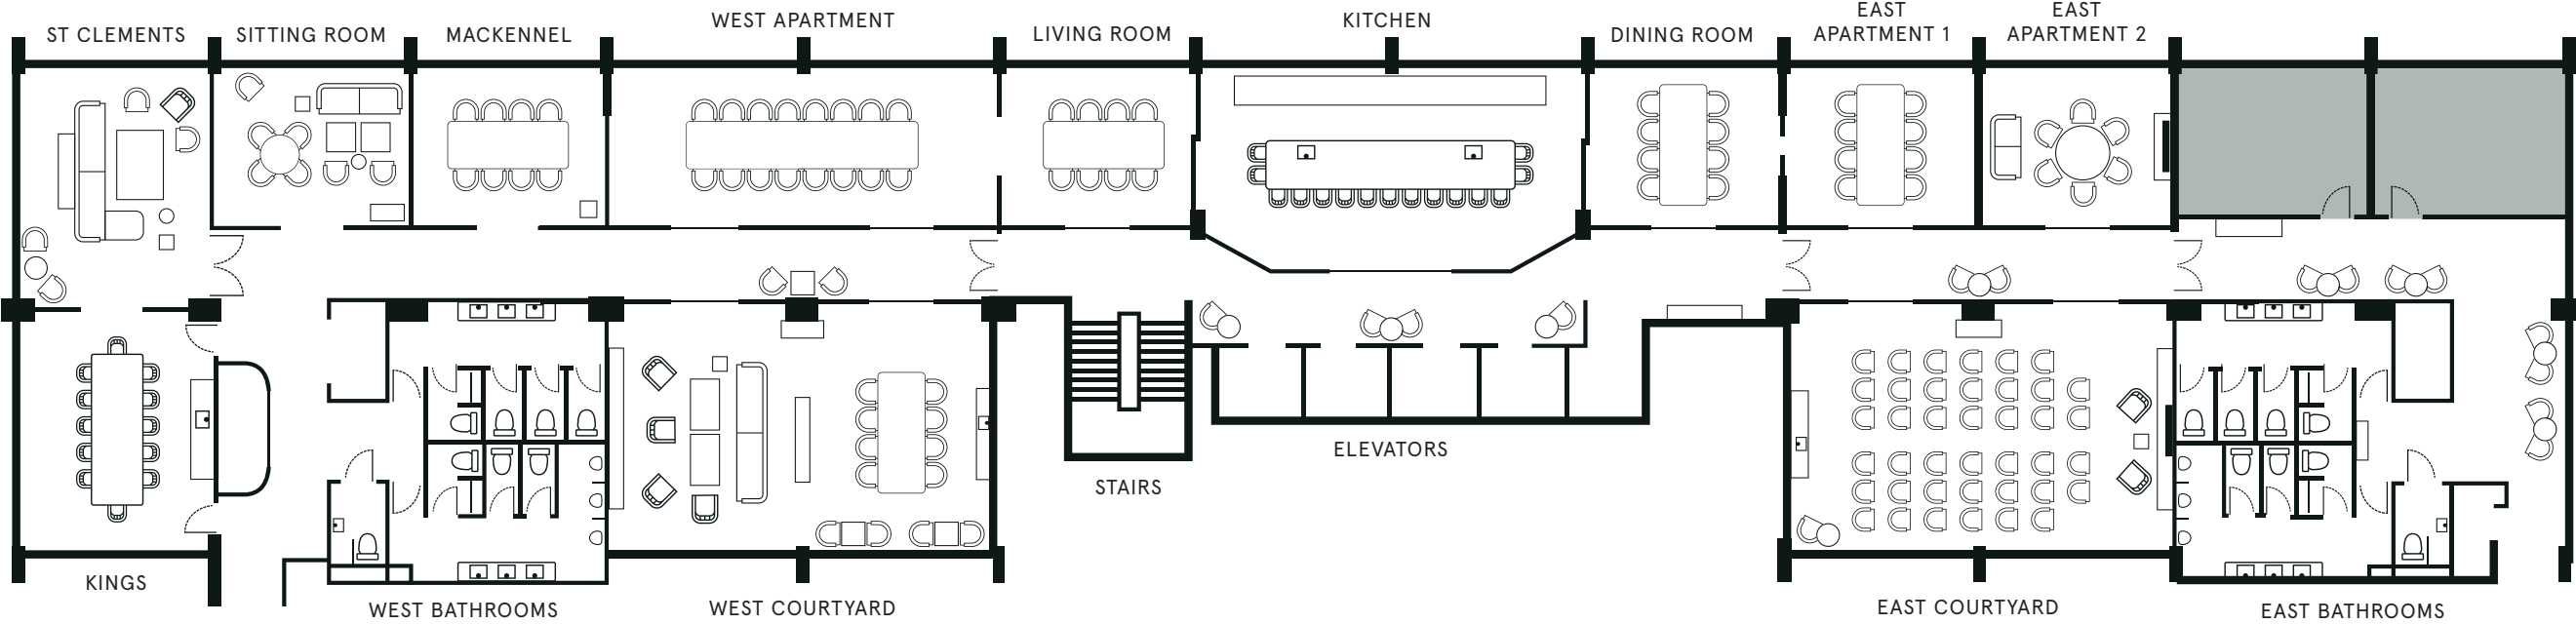 ST CLEMENTS
SITTING ROOM
MACKENNEL
WEST APARTMENT
LIVING ROOM
KITCHEN
DINING ROOM
EAST
APARTMENT 1
EAST
APARTMENT 2
ELEVATORS
STAIRS
KINGS
WEST BATHROOMS
WEST COURTYARD
EAST COURTYARD
EAST BATHROOMS